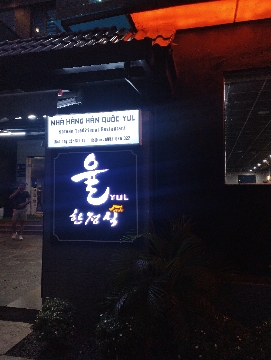 NHÀ HÀNG HÀN QUỐC YUL
Korean Traditional Restaurant
율 YUL
한정식